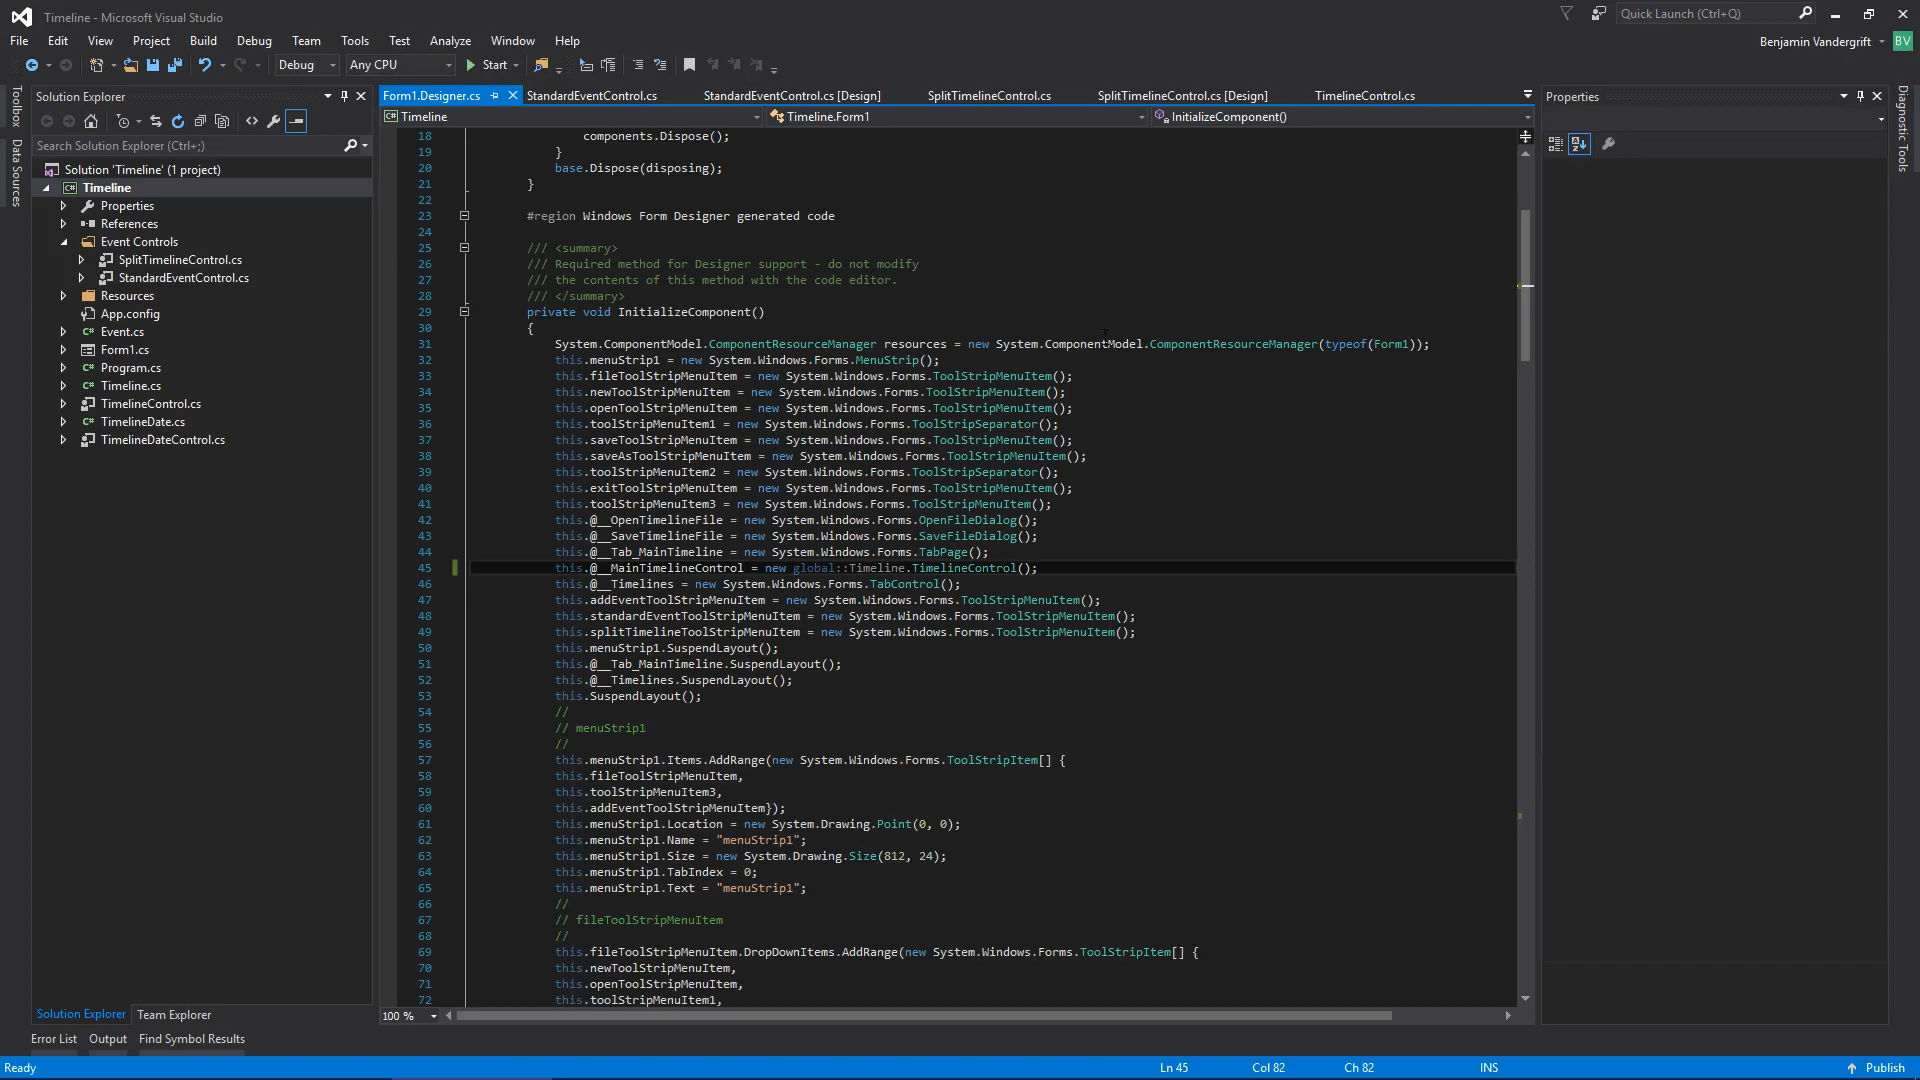 Timeline - Microsoft Visual Studio
Quick Launch (Ctrl+Q)
File Edit View Project Build Debug Team Tools Test Analyze Window Help
Benjamin Vandergrift BV
Debug Any CPU Start
Toolbox
Data Sources
Solution Explorer
Search Solution Explorer (Ctrl+;)
Solution 'Timeline' (1 project)
Timeline
Properties
References
Event Controls
SplitTimelineControl.cs
StandardEventControl.cs
Resources
App.config
Event.cs
Form1.cs
Program.cs
Timeline.cs
TimelineControl.cs
TimelineDate.cs
TimelineDateControl.cs
Solution Explorer Team Explorer
Form1.Designer.cs StandardEventControl.cs StandardEventControl.cs [Design] SplitTimelineControl.cs SplitTimelineControl.cs [Design] TimelineControl.cs
Timeline Timeline.Form1 InitializeComponent()
18 components.Dispose();
19 }
20 base.Dispose(disposing);
21 }
22
23 #region Windows Form Designer generated code
24
25 /// <summary>
26 /// Required method for Designer support - do not modify
27 /// the contents of this method with the code editor.
28 /// </summary>
29 private void InitializeComponent()
30 {
31 System.ComponentModel.ComponentResourceManager resources = new System.ComponentModel.ComponentResourceManager(typeof(Form1));
32 this.menuStrip1 = new System.Windows.Forms.MenuStrip();
33 this.fileToolStripMenuItem = new System.Windows.Forms.ToolStripMenuItem();
34 this.newToolStripMenuItem = new System.Windows.Forms.ToolStripMenuItem();
35 this.openToolStripMenuItem = new System.Windows.Forms.ToolStripMenuItem();
36 this.toolStripMenuItem1 = new System.Windows.Forms.ToolStripSeparator();
37 this.saveToolStripMenuItem = new System.Windows.Forms.ToolStripMenuItem();
38 this.saveAsToolStripMenuItem = new System.Windows.Forms.ToolStripMenuItem();
39 this.toolStripMenuItem2 = new System.Windows.Forms.ToolStripSeparator();
40 this.exitToolStripMenuItem = new System.Windows.Forms.ToolStripMenuItem();
41 this.toolStripMenuItem3 = new System.Windows.Forms.ToolStripMenuItem();
42 this.@__OpenTimelineFile = new System.Windows.Forms.OpenFileDialog();
43 this.@__SaveTimelineFile = new System.Windows.Forms.SaveFileDialog();
44 this.@__Tab_MainTimeline = new System.Windows.Forms.TabPage();
45 this.@__MainTimelineControl = new global::Timeline.TimelineControl();
46 this.@__Timelines = new System.Windows.Forms.TabControl();
47 this.addEventToolStripMenuItem = new System.Windows.Forms.ToolStripMenuItem();
48 this.standardEventToolStripMenuItem = new System.Windows.Forms.ToolStripMenuItem();
49 this.splitTimelineToolStripMenuItem = new System.Windows.Forms.ToolStripMenuItem();
50 this.menuStrip1.SuspendLayout();
51 this.@__Tab_MainTimeline.SuspendLayout();
52 this.@__Timelines.SuspendLayout();
53 this.SuspendLayout();
54 //
55 // menuStrip1
56 //
57 this.menuStrip1.Items.AddRange(new System.Windows.Forms.ToolStripItem[] {
58 this.fileToolStripMenuItem,
59 this.toolStripMenuItem3,
60 this.addEventToolStripMenuItem});
61 this.menuStrip1.Location = new System.Drawing.Point(0, 0);
62 this.menuStrip1.Name = "menuStrip1";
63 this.menuStrip1.Size = new System.Drawing.Size(812, 24);
64 this.menuStrip1.TabIndex = 0;
65 this.menuStrip1.Text = "menuStrip1";
66 //
67 // fileToolStripMenuItem
68 //
69 this.fileToolStripMenuItem.DropDownItems.AddRange(new System.Windows.Forms.ToolStripItem[] {
70 this.newToolStripMenuItem,
71 this.openToolStripMenuItem,
72 this.toolStripMenuItem1,
100 %
Properties
Diagnostic Tools
Error List Output Find Symbol Results
Ready Ln 45 Col 82 Ch 82 INS Publish